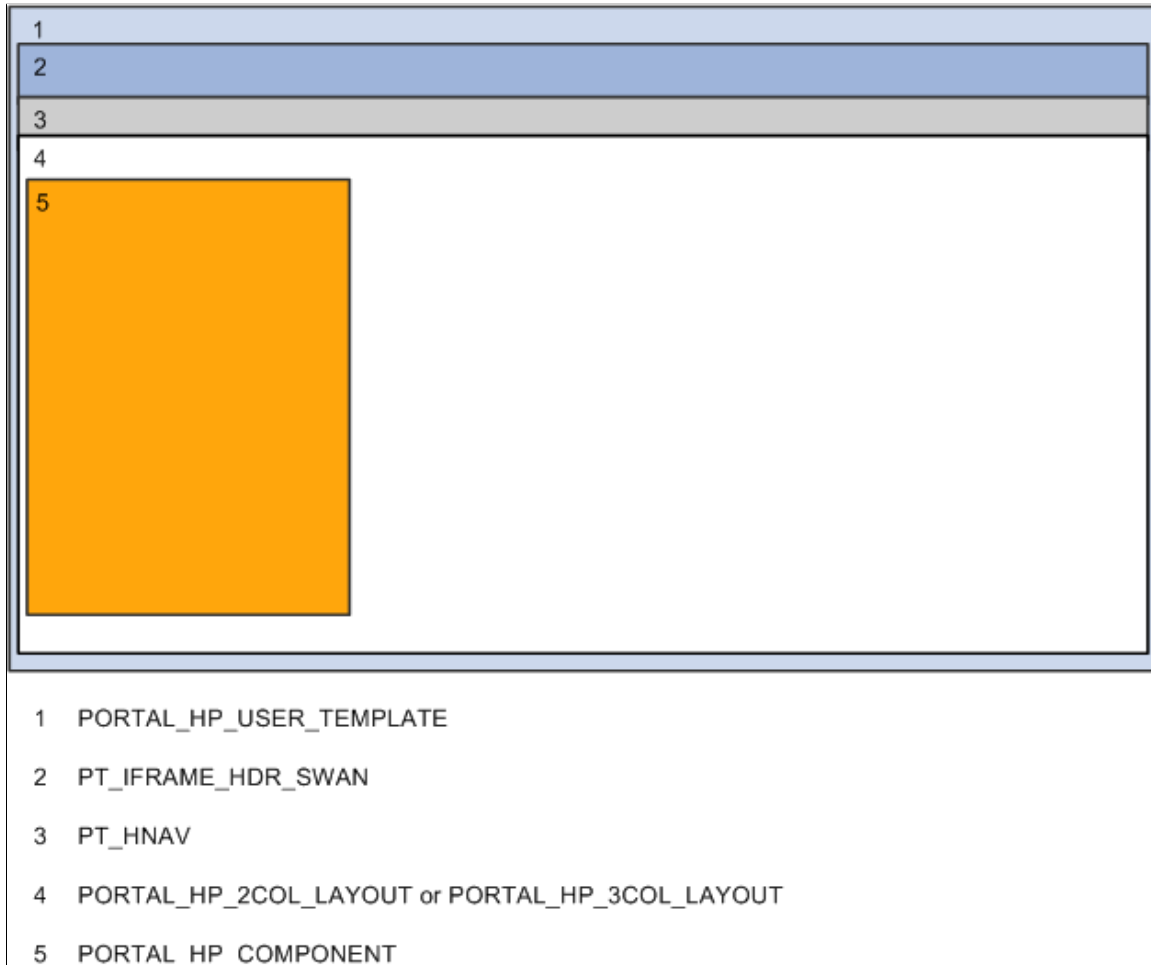 1
2
3
4
5
1 PORTAL_HP_USER_TEMPLATE
2 PT_IFRAME_HDR_SWAN
3 PT_HNAV
4 PORTAL_HP_2COL_LAYOUT or PORTAL_HP_3COL_LAYOUT
5 PORTAL_HP_COMPONENT